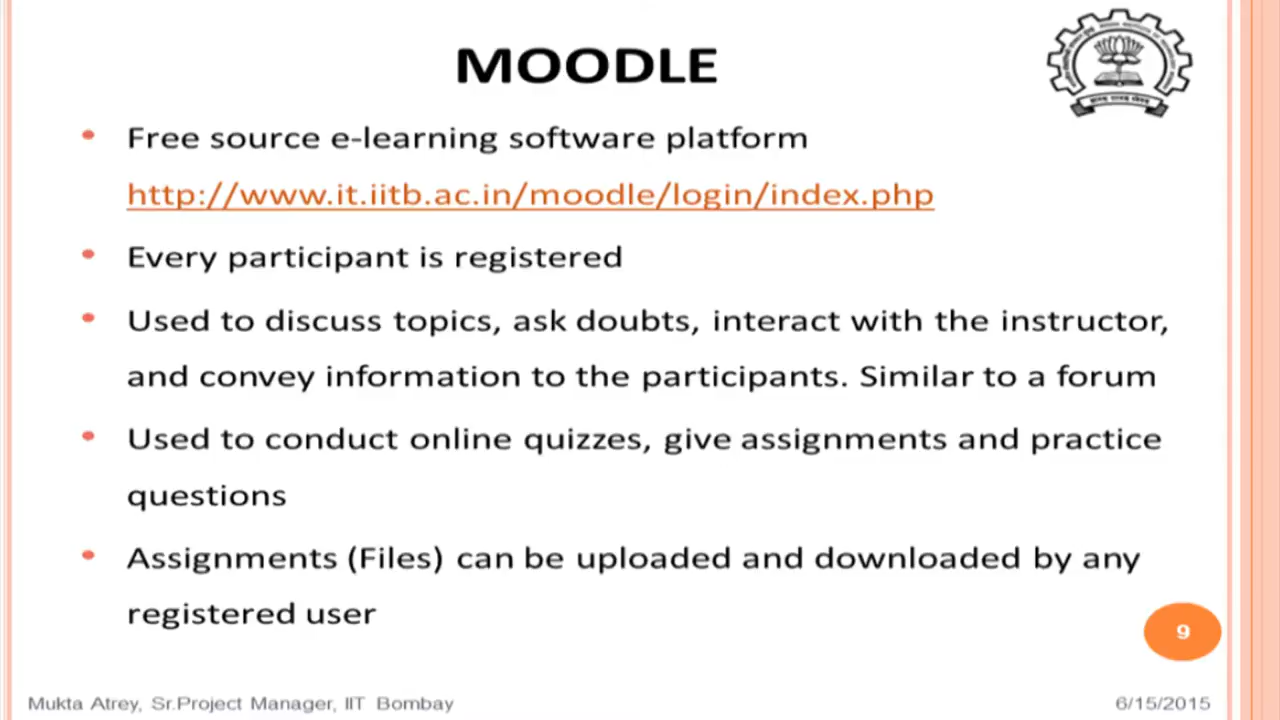 MOODLE
Free source e-learning software platform
http://www.it.iitb.ac.in/moodle/login/index.php
Every participant is registered
Used to discuss topics, ask doubts, interact with the instructor,
and convey information to the participants. Similar to a forum
Used to conduct online quizzes, give assignments and practice
questions
Assignments (Files) can be uploaded and downloaded by any
registered user
9
Mukta Atrey, Sr.Project Manager, IIT Bombay
6/15/2015